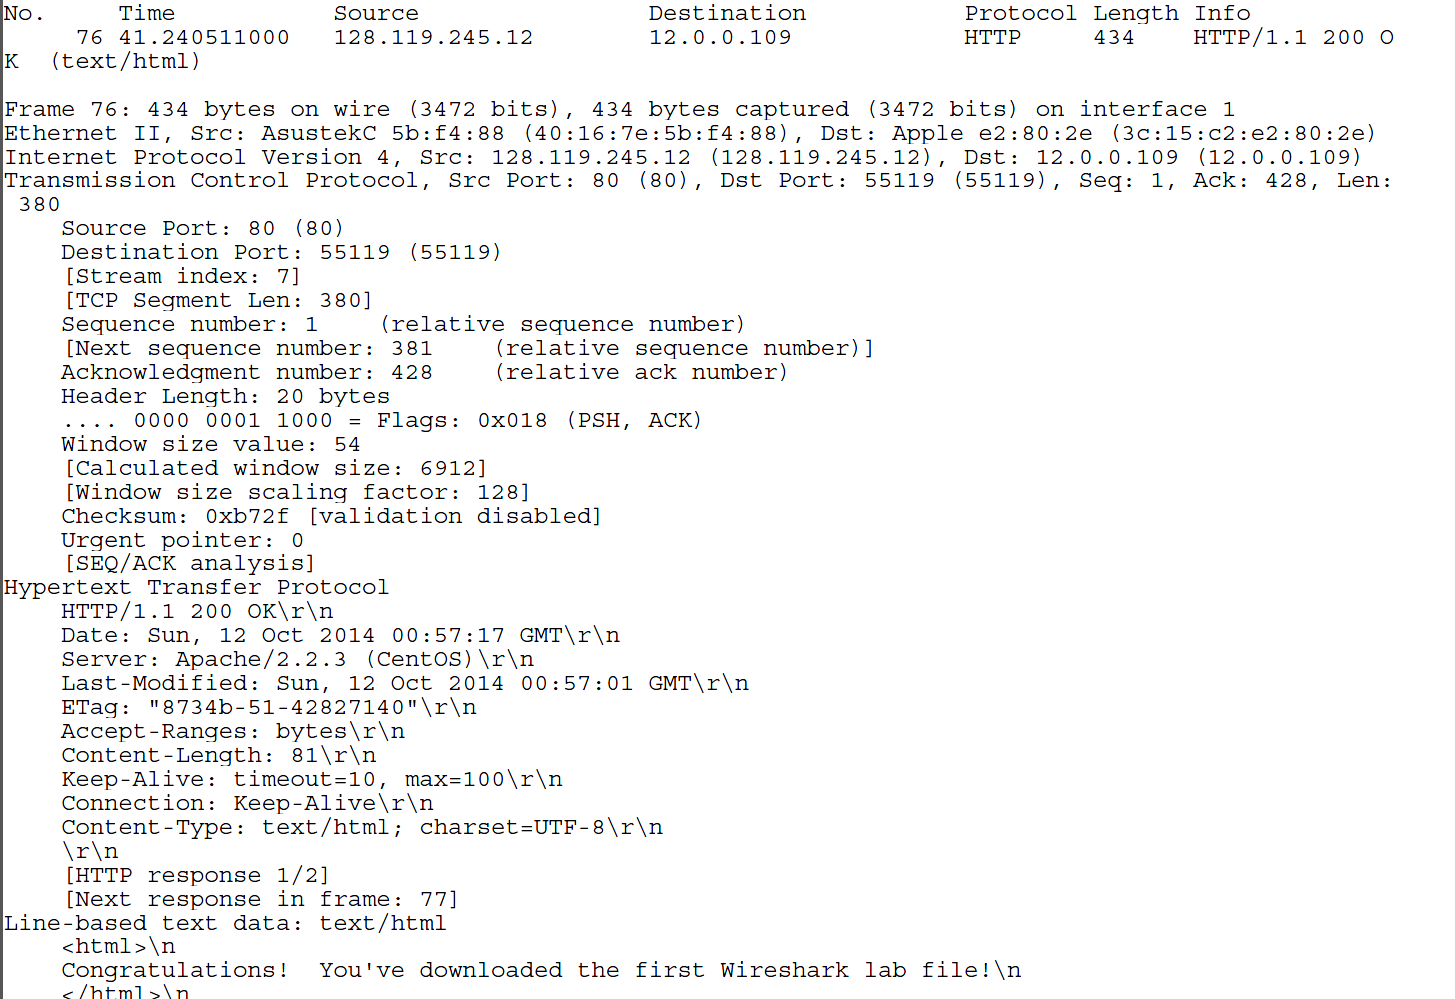 No.     Time           Source                Destination           Protocol Length Info
     76 41.240511000   128.119.245.12        12.0.0.109            HTTP     434    HTTP/1.1 200 O
K  (text/html)
Frame 76: 434 bytes on wire (3472 bits), 434 bytes captured (3472 bits) on interface 1
Ethernet II, Src: AsustekC 5b:f4:88 (40:16:7e:5b:f4:88), Dst: Apple e2:80:2e (3c:15:c2:e2:80:2e)
Internet Protocol Version 4, Src: 128.119.245.12 (128.119.245.12), Dst: 12.0.0.109 (12.0.0.109)
Transmission Control Protocol, Src Port: 80 (80), Dst Port: 55119 (55119), Seq: 1, Ack: 428, Len:
 380
    Source Port: 80 (80)
    Destination Port: 55119 (55119)
    [Stream index: 7]
    [TCP Segment Len: 380]
    Sequence number: 1    (relative sequence number)
    [Next sequence number: 381    (relative sequence number)]
    Acknowledgment number: 428    (relative ack number)
    Header Length: 20 bytes
    .... 0000 0001 1000 = Flags: 0x018 (PSH, ACK)
    Window size value: 54
    [Calculated window size: 6912]
    [Window size scaling factor: 128]
    Checksum: 0xb72f [validation disabled]
    Urgent pointer: 0
    [SEQ/ACK analysis]
Hypertext Transfer Protocol
    HTTP/1.1 200 OK\r\n
    Date: Sun, 12 Oct 2014 00:57:17 GMT\r\n
    Server: Apache/2.2.3 (CentOS)\r\n
    Last-Modified: Sun, 12 Oct 2014 00:57:01 GMT\r\n
    ETag: "8734b-51-42827140"\r\n
    Accept-Ranges: bytes\r\n
    Content-Length: 81\r\n
    Keep-Alive: timeout=10, max=100\r\n
    Connection: Keep-Alive\r\n
    Content-Type: text/html; charset=UTF-8\r\n
    \r\n
    [HTTP response 1/2]
    [Next response in frame: 77]
Line-based text data: text/html
    <html>\n
    Congratulations!  You've downloaded the first Wireshark lab file!\n
    </html>\n